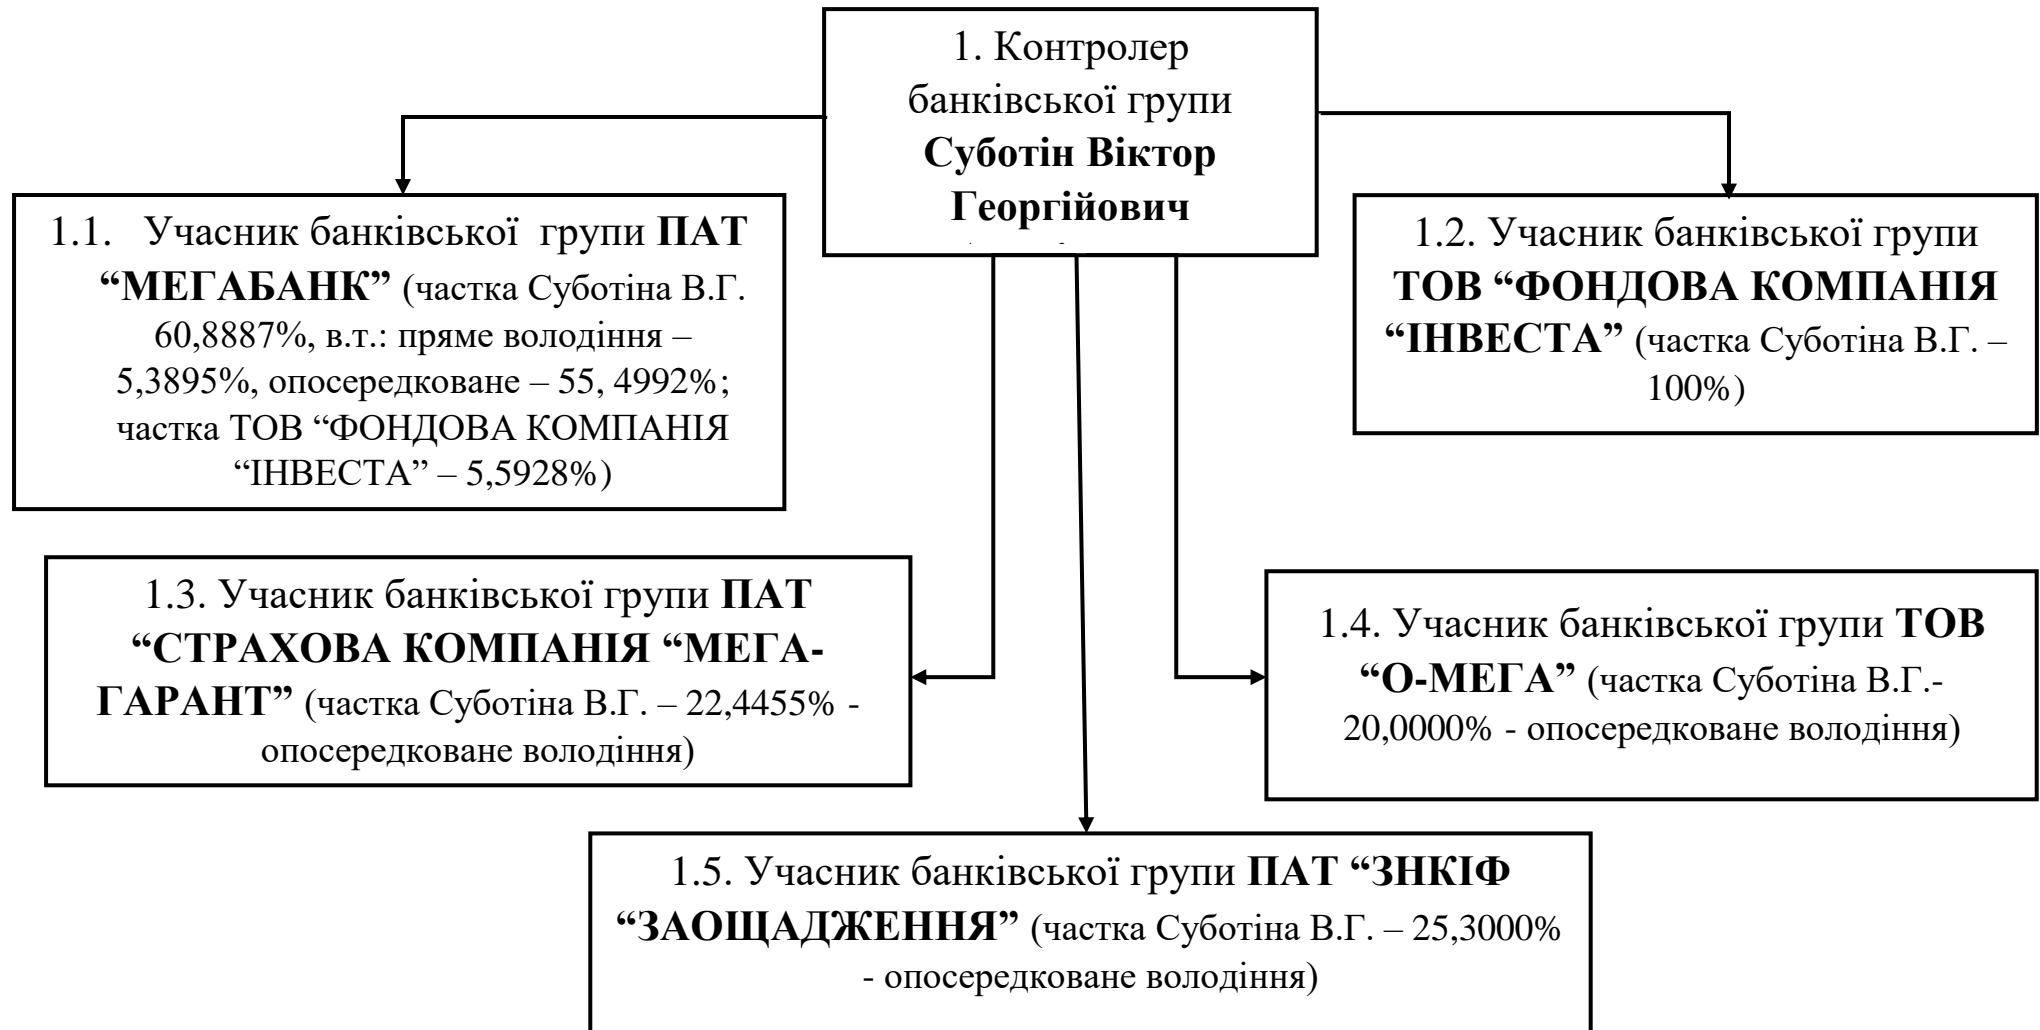 1. Контролер
банківської групи
Суботін Віктор
Георгійович
1.1. Учасник банківської групи ПАТ
“МЕГАБАНК” (частка Суботіна В.Г.
60,8887%, в.т.: пряме володіння –
5,3895%, опосередковане – 55, 4992%;
частка ТОВ “ФОНДОВА КОМПАНІЯ
“ІНВЕСТА” – 5,5928%)
1.2. Учасник банківської групи
ТОВ “ФОНДОВА КОМПАНІЯ
“ІНВЕСТА” (частка Суботіна В.Г. –
100%)
1.3. Учасник банківської групи ПАТ
“СТРАХОВА КОМПАНІЯ “МЕГА-
ГАРАНТ” (частка Суботіна В.Г. – 22,4455% -
опосередковане володіння)
1.4. Учасник банківської групи ТОВ
“О-МЕГА” (частка Суботіна В.Г.-
20,0000% - опосередковане володіння)
1.5. Учасник банківської групи ПАТ “ЗНКІФ
“ЗАОЩАДЖЕННЯ” (частка Суботіна В.Г. – 25,3000%
- опосередковане володіння)